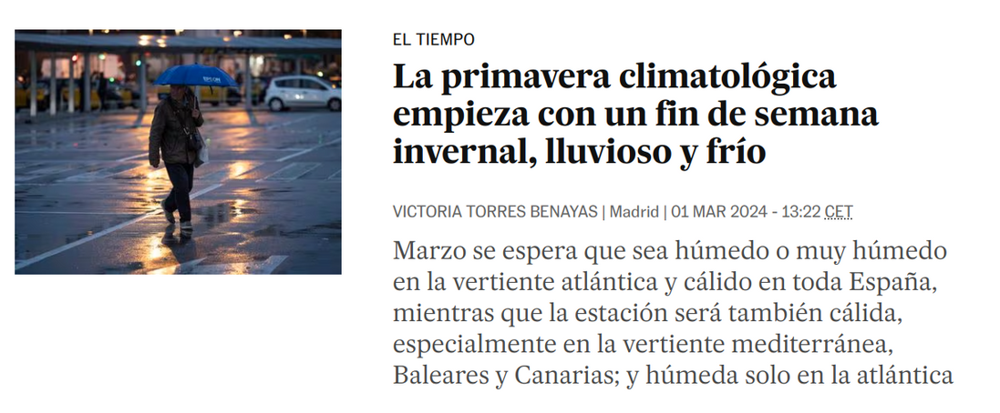 EL TIEMPO
La primavera climatológica
empieza con un fin de semana
invernal, lluvioso y frío
VICTORIA TORRES BENAYAS | Madrid | 01 MAR 2024 - 13:22 CET
Marzo se espera que sea húmedo o muy húmedo
en la vertiente atlántica y cálido en toda España,
mientras que la estación será también cálida,
especialmente en la vertiente mediterránea,
Baleares y Canarias; y húmeda solo en la atlántica